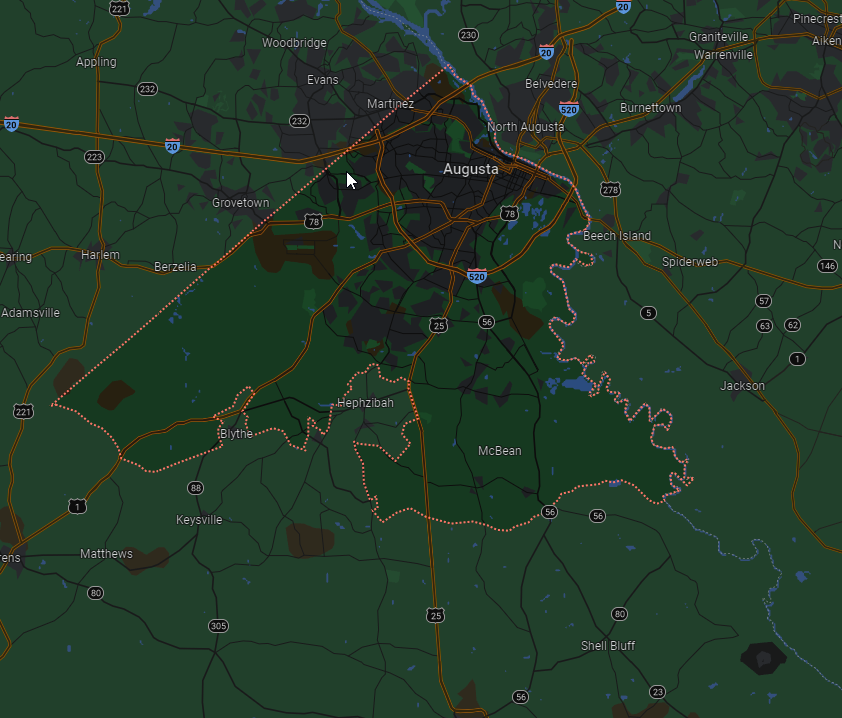 221
20
Pinecrest
230
Graniteville
Woodbridge
Aiken
20
Warrenville
Appling
Evans
Belvedere
232
Martinez
Burnettown
520
20
232
North Augusta
20
223
Augusta
278
Grovetown
78
78
Beech Island
Harlem
earing
Spiderweb
Berzelia
146
520
57
Adamsville
5
56
25
63
62
1
Jackson
Hephzibah
221
Blythe
McBean
88
1
56
56
Keysville
Matthews
rens
80
25
80
305
Shell Bluff
23
56